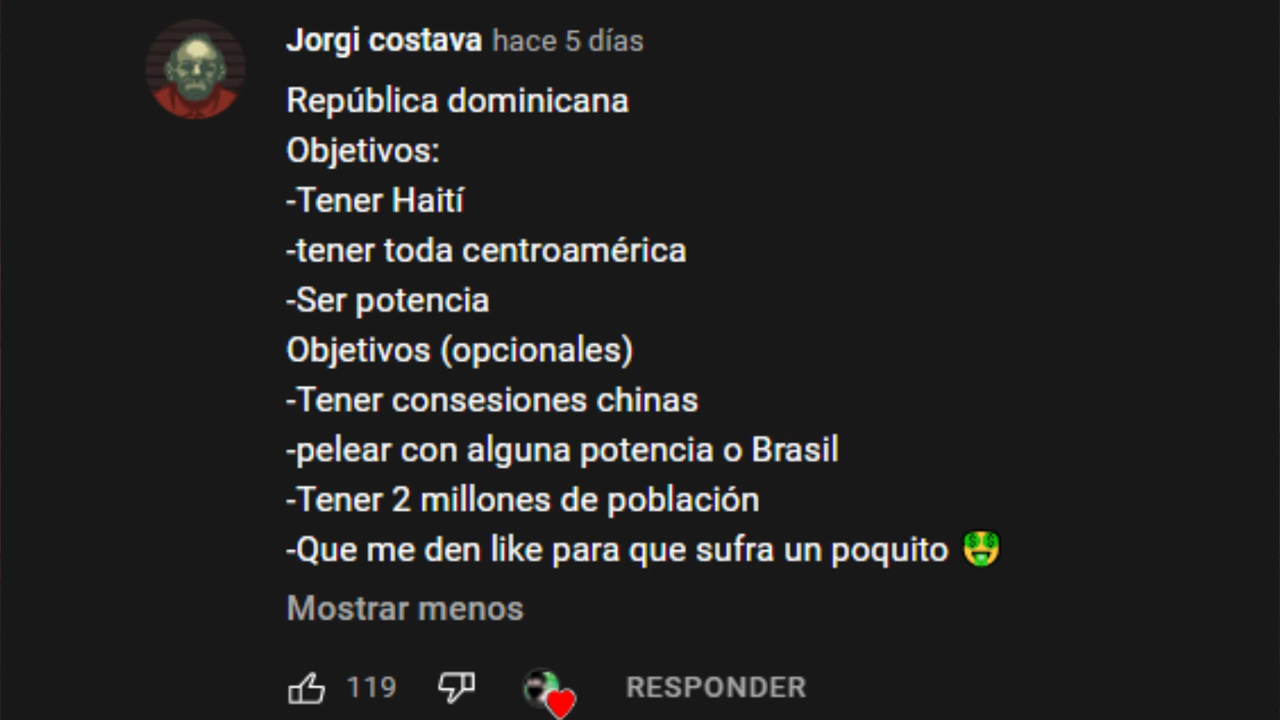 Jorgi costava hace 5 días
República dominicana
Objetivos:
-Tener Haití
-tener toda centroamérica
-Ser potencia
Objetivos (opcionales)
-Tener consesiones chinas
-pelear con alguna potencia o Brasil
-Tener 2 millones de población
-Que me den like para que sufra un poquito 🤑
Mostrar menos
119 RESPONDER